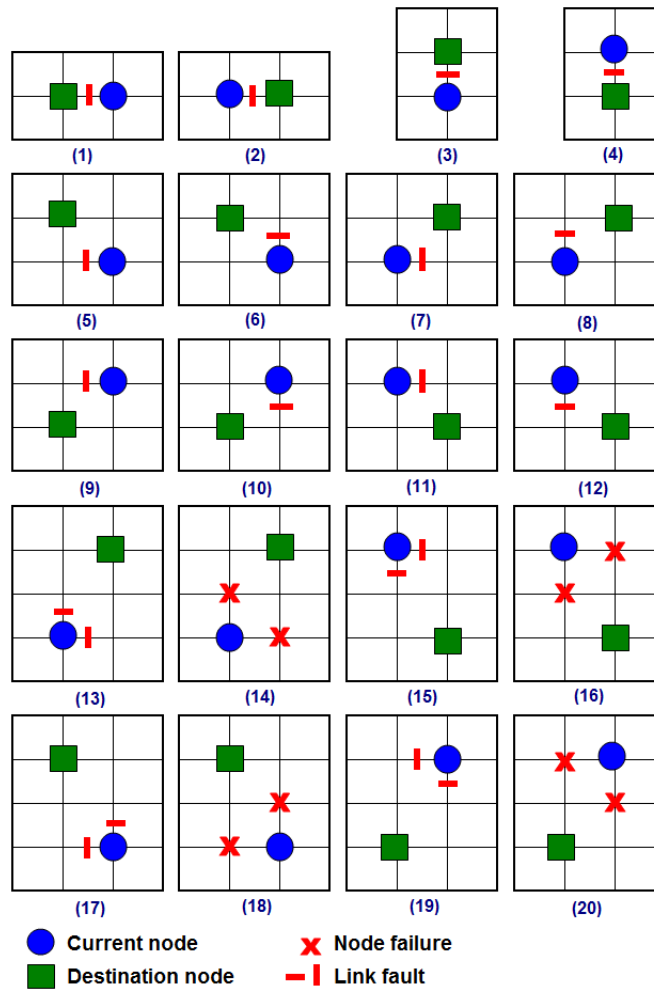 (1) (2) (3) (4)
(5) (6) (7) (8)
(9) (10) (11) (12)
(13) (14) (15) (16)
(17) (18) (19) (20)
Current node Node failure
Destination node Link fault